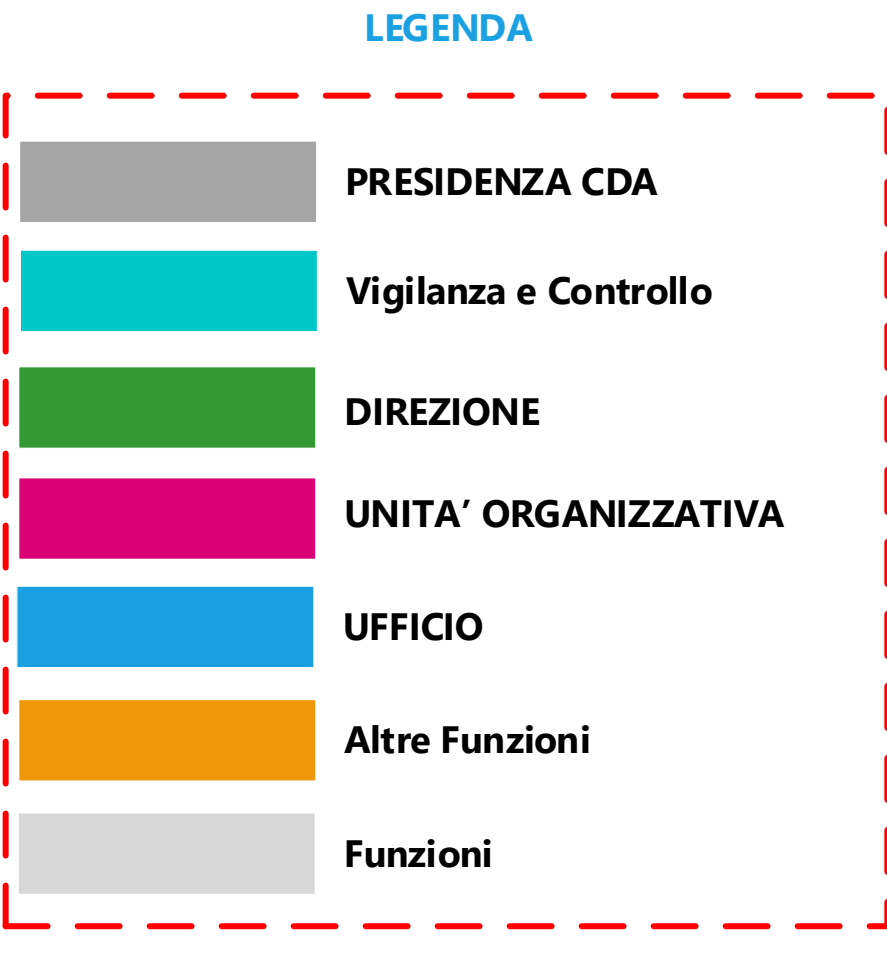 LEGENDA
PRESIDENZA CDA
Vigilanza e Controllo
DIREZIONE
UNITA’ ORGANIZZATIVA
UFFICIO
Altre Funzioni
Funzioni